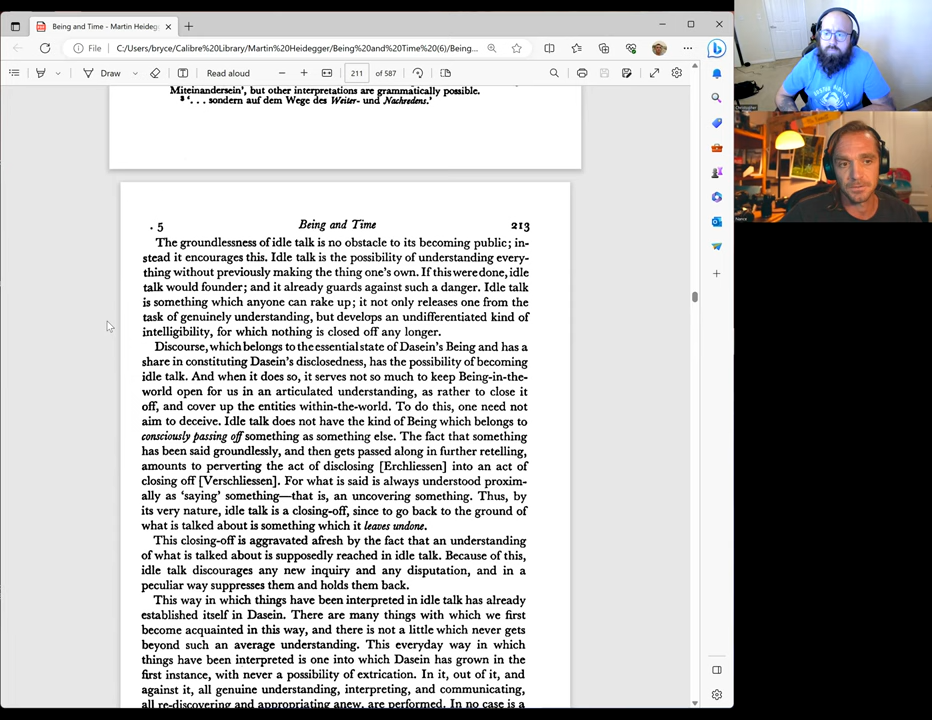 Being and Time - Martin Heideg
File
C:/Users/bryce/Calibre%20Library/Martin%20Heidegger/Being%20and%20Time%20(6)/Being...
Draw
Read aloud
211 of 587
Miteinandersein', but other interpretations are grammatically possible.
3 '. . . sondern auf dem Wege des Weiter- und Nachredens.'
. 5 Being and Time 213
The groundlessness of idle talk is no obstacle to its becoming public; in-
stead it encourages this. Idle talk is the possibility of understanding every-
thing without previously making the thing one's own. If this were done, idle
talk would founder; and it already guards against such a danger. Idle talk
is something which anyone can rake up; it not only releases one from the
task of genuinely understanding, but develops an undifferentiated kind of
intelligibility, for which nothing is closed off any longer.
Discourse, which belongs to the essential state of Dasein's Being and has a
share in constituting Dasein's disclosedness, has the possibility of becoming
idle talk. And when it does so, it serves not so much to keep Being-in-the-
world open for us in an articulated understanding, as rather to close it
off, and cover up the entities within-the-world. To do this, one need not
aim to deceive. Idle talk does not have the kind of Being which belongs to
consciously passing off something as something else. The fact that something
has been said groundlessly, and then gets passed along in further retelling,
amounts to perverting the act of disclosing [Erchliessen] into an act of
closing off [Verschliessen]. For what is said is always understood proxim-
ally as 'saying' something—that is, an uncovering something. Thus, by
its very nature, idle talk is a closing-off, since to go back to the ground of
what is talked about is something which it leaves undone.
This closing-off is aggravated afresh by the fact that an understanding
of what is talked about is supposedly reached in idle talk. Because of this,
idle talk discourages any new inquiry and any disputation, and in a
peculiar way suppresses them and holds them back.
This way in which things have been interpreted in idle talk has already
established itself in Dasein. There are many things with which we first
become acquainted in this way, and there is not a little which never gets
beyond such an average understanding. This everyday way in which
things have been interpreted is one into which Dasein has grown in the
first instance, with never a possibility of extrication. In it, out of it, and
against it, all genuine understanding, interpreting, and communicating,
all re-discovering and appropriating anew, are performed. In no case is a
Christopher